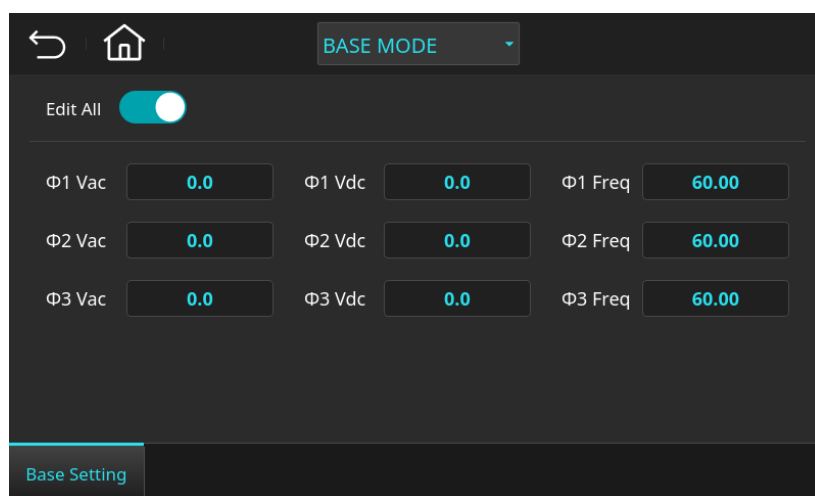 BASE MODE
Edit All
Φ1 Vac 0.0 Φ1 Vdc 0.0 Φ1 Freq 60.00
Φ2 Vac 0.0 Φ2 Vdc 0.0 Φ2 Freq 60.00
Φ3 Vac 0.0 Φ3 Vdc 0.0 Φ3 Freq 60.00
Base Setting